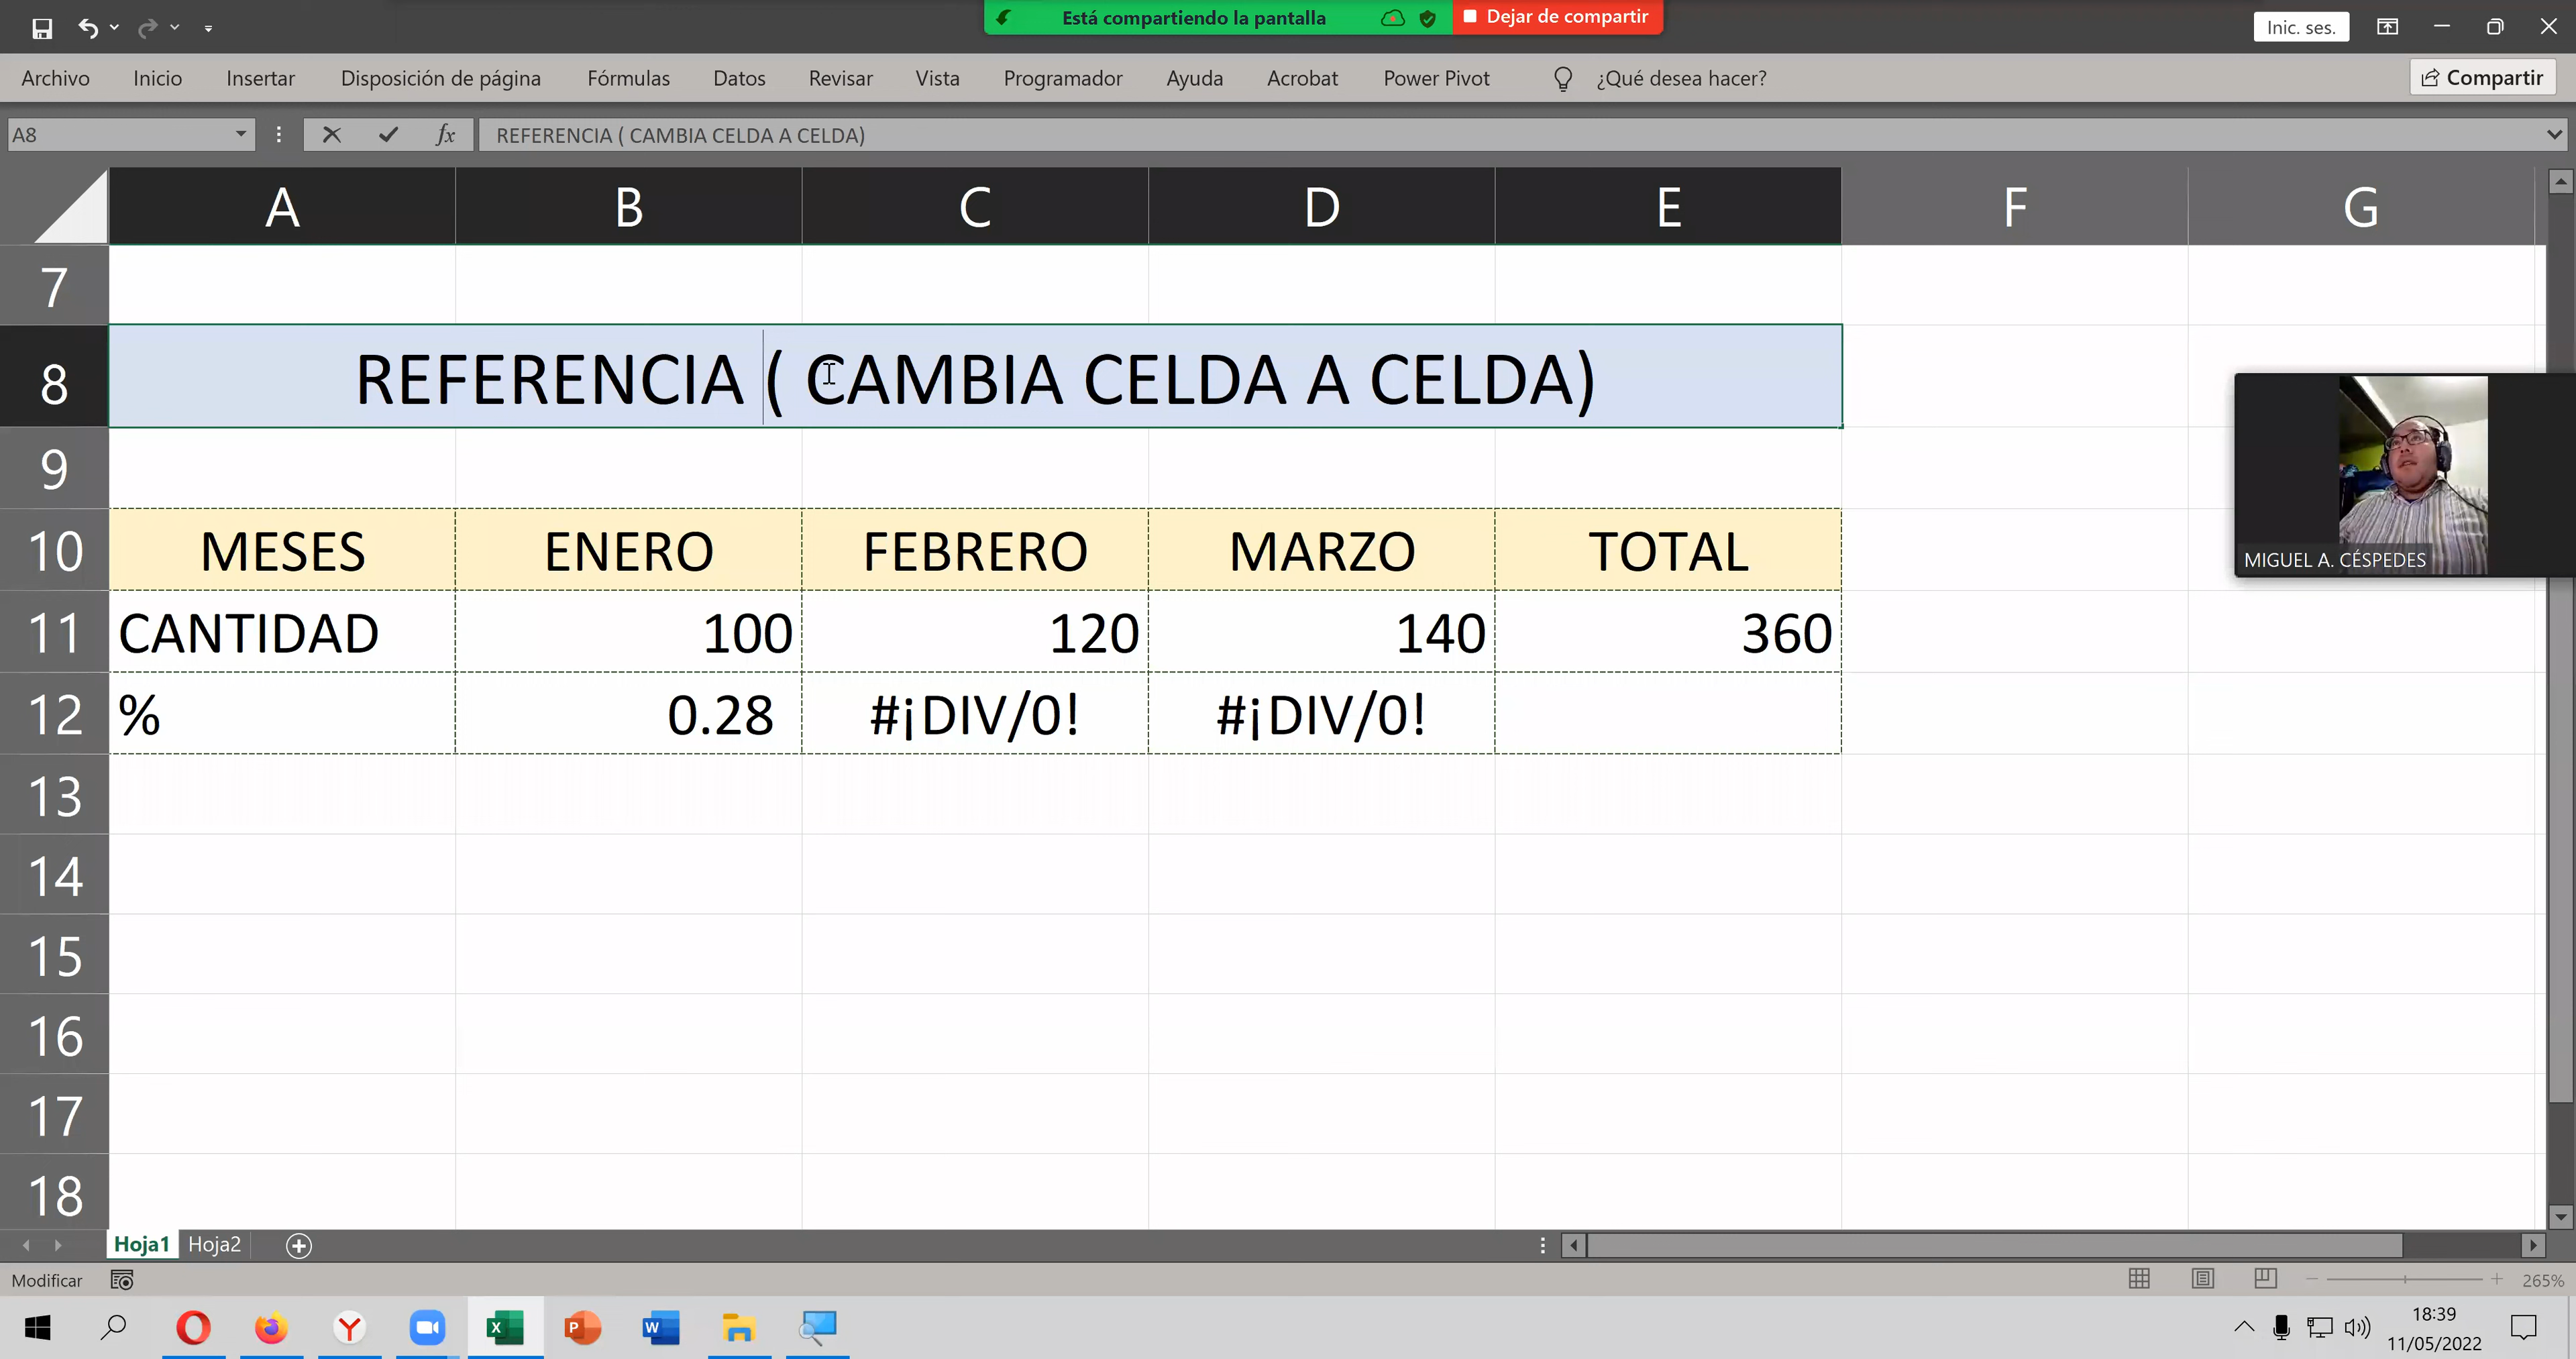 Está compartiendo la pantalla
Dejar de compartir
Inic. ses.
Archivo Inicio Insertar Disposición de página Fórmulas Datos Revisar Vista Programador Ayuda Acrobat Power Pivot ¿Qué desea hacer? Compartir
A8 fx REFERENCIA ( CAMBIA CELDA A CELDA)
A B C D E F G
7
8 REFERENCIA ( CAMBIA CELDA A CELDA)
9
10 MESES ENERO FEBRERO MARZO TOTAL
11 CANTIDAD 100 120 140 360
12 % 0.28 #¡DIV/0! #¡DIV/0!
MIGUEL A. CÉSPEDES
13
14
15
16
17
18
Hoja1 Hoja2
Modificar 265%
18:39
11/05/2022